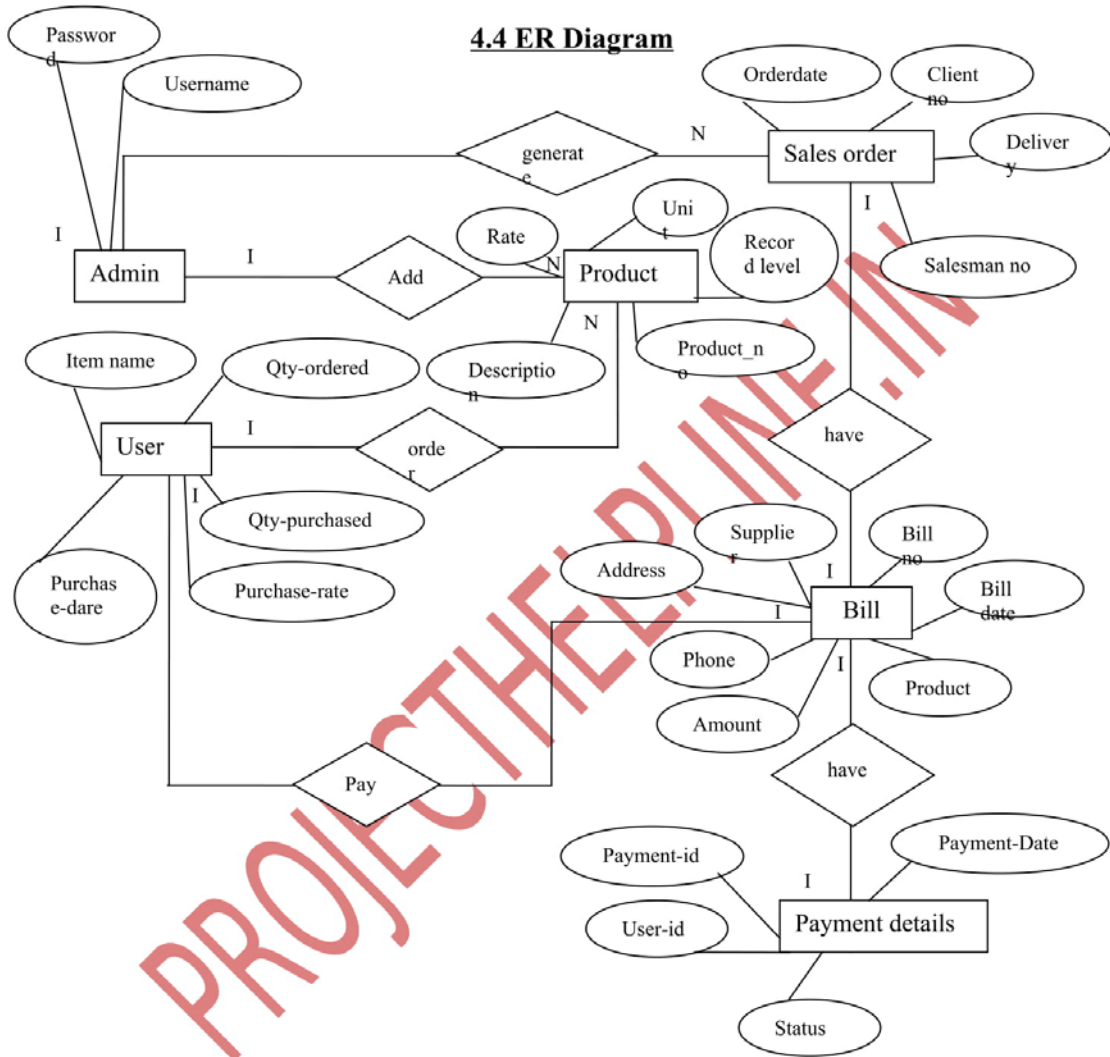 4.4 ER Diagram
Passwor
d
Username
Orderdate
Client
no
Deliver
y
Salesman no
generat
e
N
Sales order
I
I
Admin
I
Add
N
Rate
Uni
t
Product
Recor
d level
N
Descriptio
n
Product_n
o
Item name
Qty-ordered
User
I
orde
r
I
Qty-purchased
Purchas
e-dare
Purchase-rate
have
Supplie
r
Bill
no
Address
Bill
date
I
I
Bill
Phone
I
Product
Amount
Pay
have
Payment-id
Payment-Date
I
User-id
Payment details
Status
PROJECTHELPLINE.IN